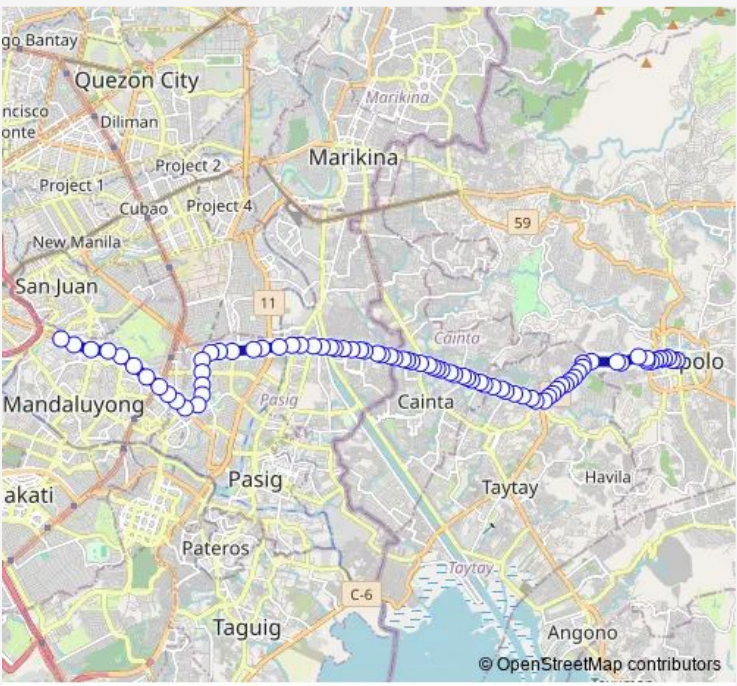 go Bantay
Quezon City
Marikina
ncisco
onte
Diliman
Marikina
Project 2
Project 1
Cubao
Project 4
59
New Manila
San Juan
11
Cainta
polo
Mandaluyong
Pasig
Cainta
Pasig
Havila
akati
Taytay
Pateros
Taytay
C-6
Taguig
Angono
© OpenStreetMap contributors